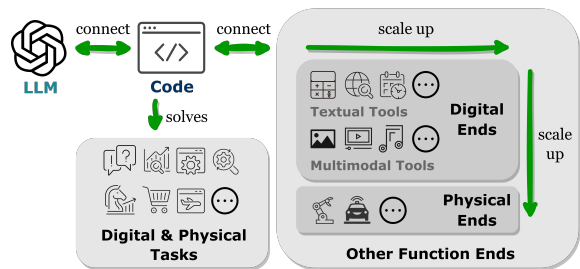 connect
connect
scale up
LLM
Code
solves
Textual Tools
Digital
Ends
Multimodal Tools
scale
up
Physical
Ends
Digital & Physical
Tasks
Other Function Ends